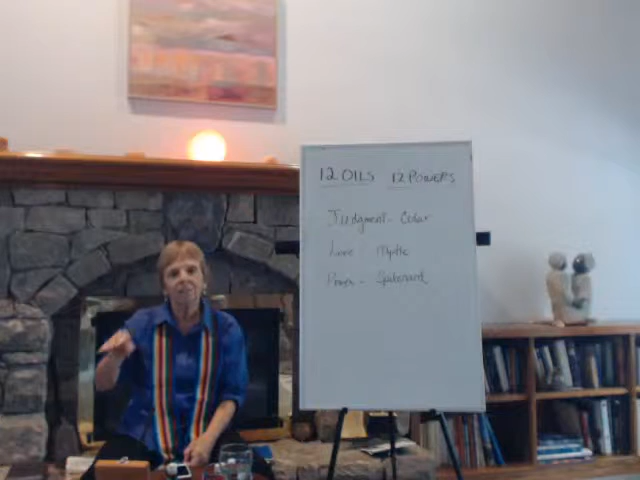 12 OILS 12 POWERS
Judgment - Cedar
Love Myrtle
Power - Spikenard